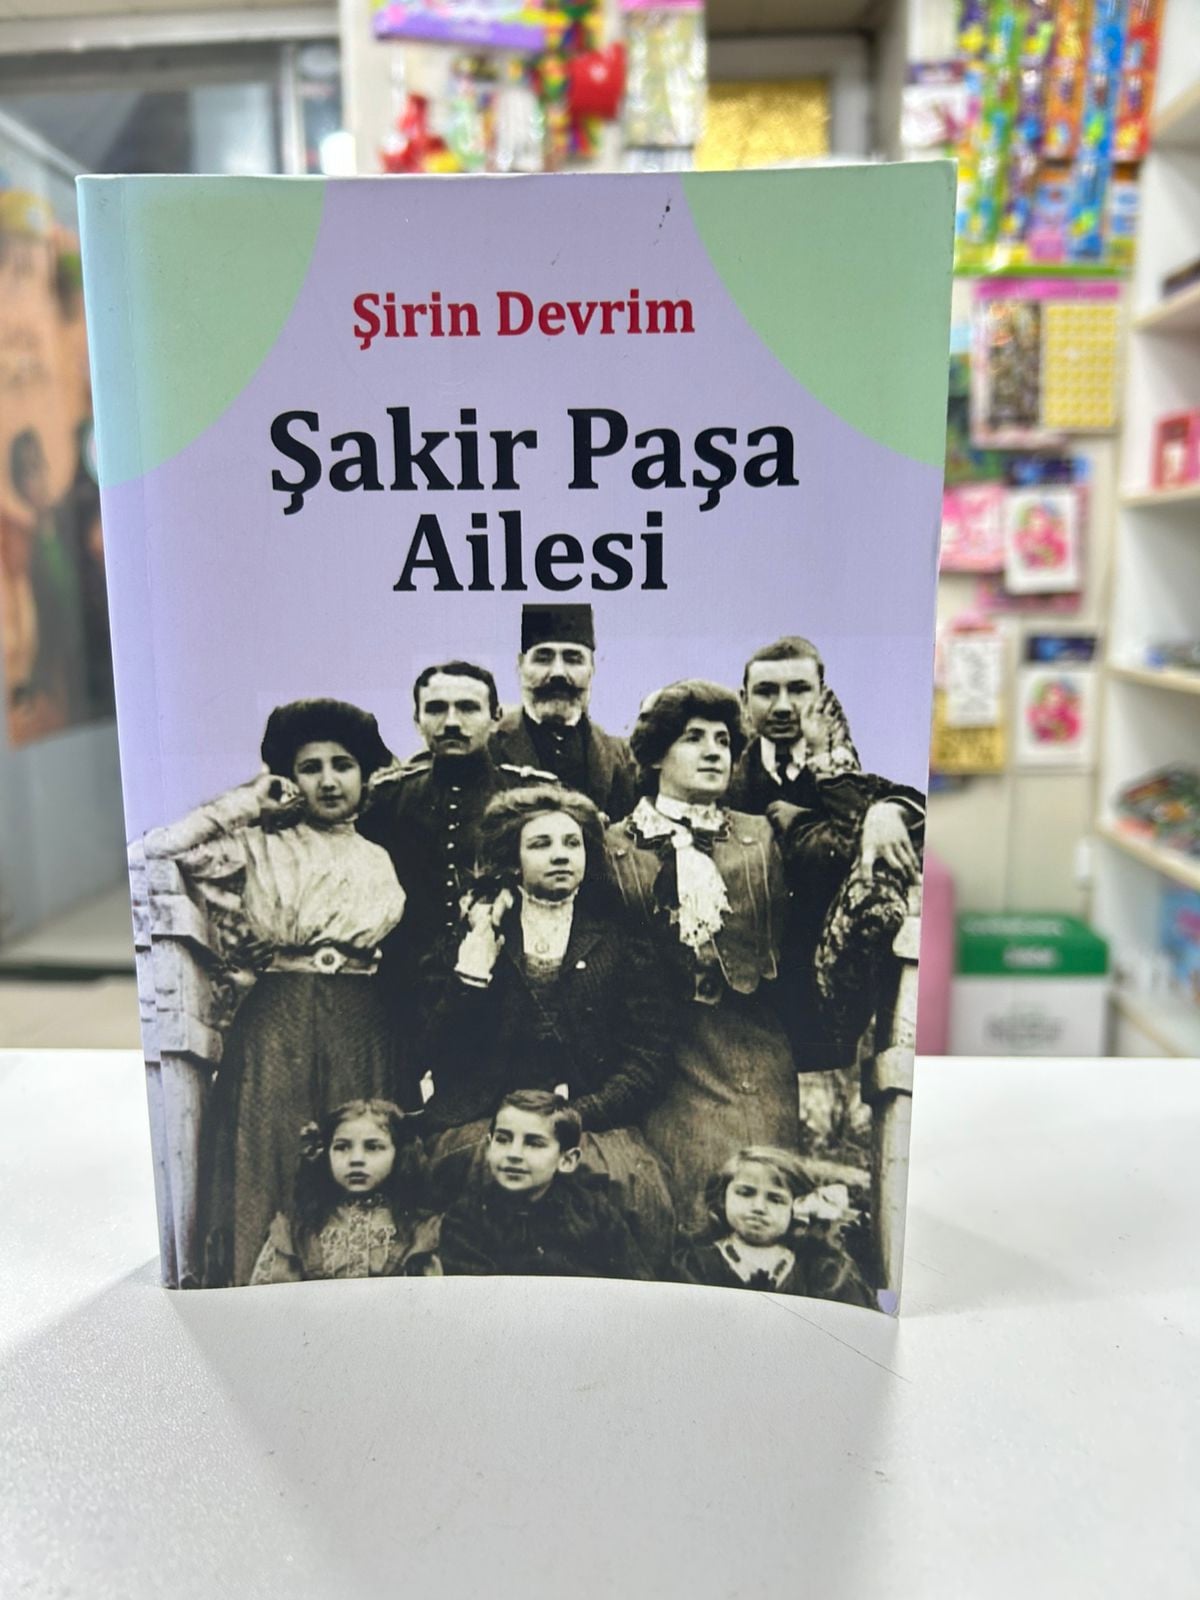 Şirin Devrim
Şakir Paşa
Ailesi